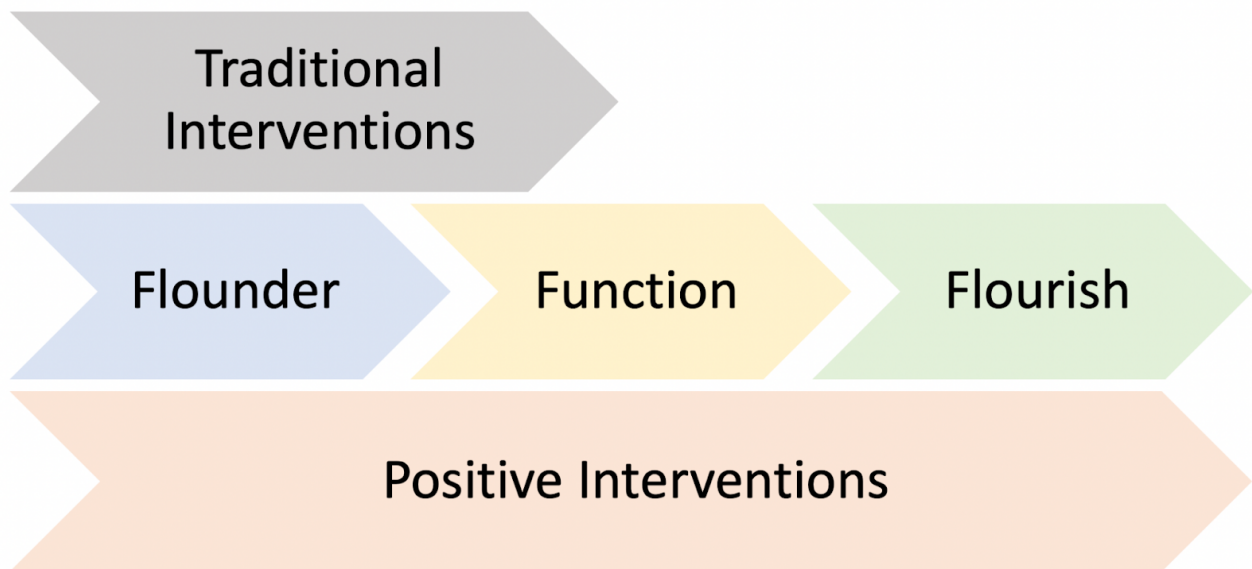 Traditional
Interventions
Flounder
Function
Flourish
Positive Interventions